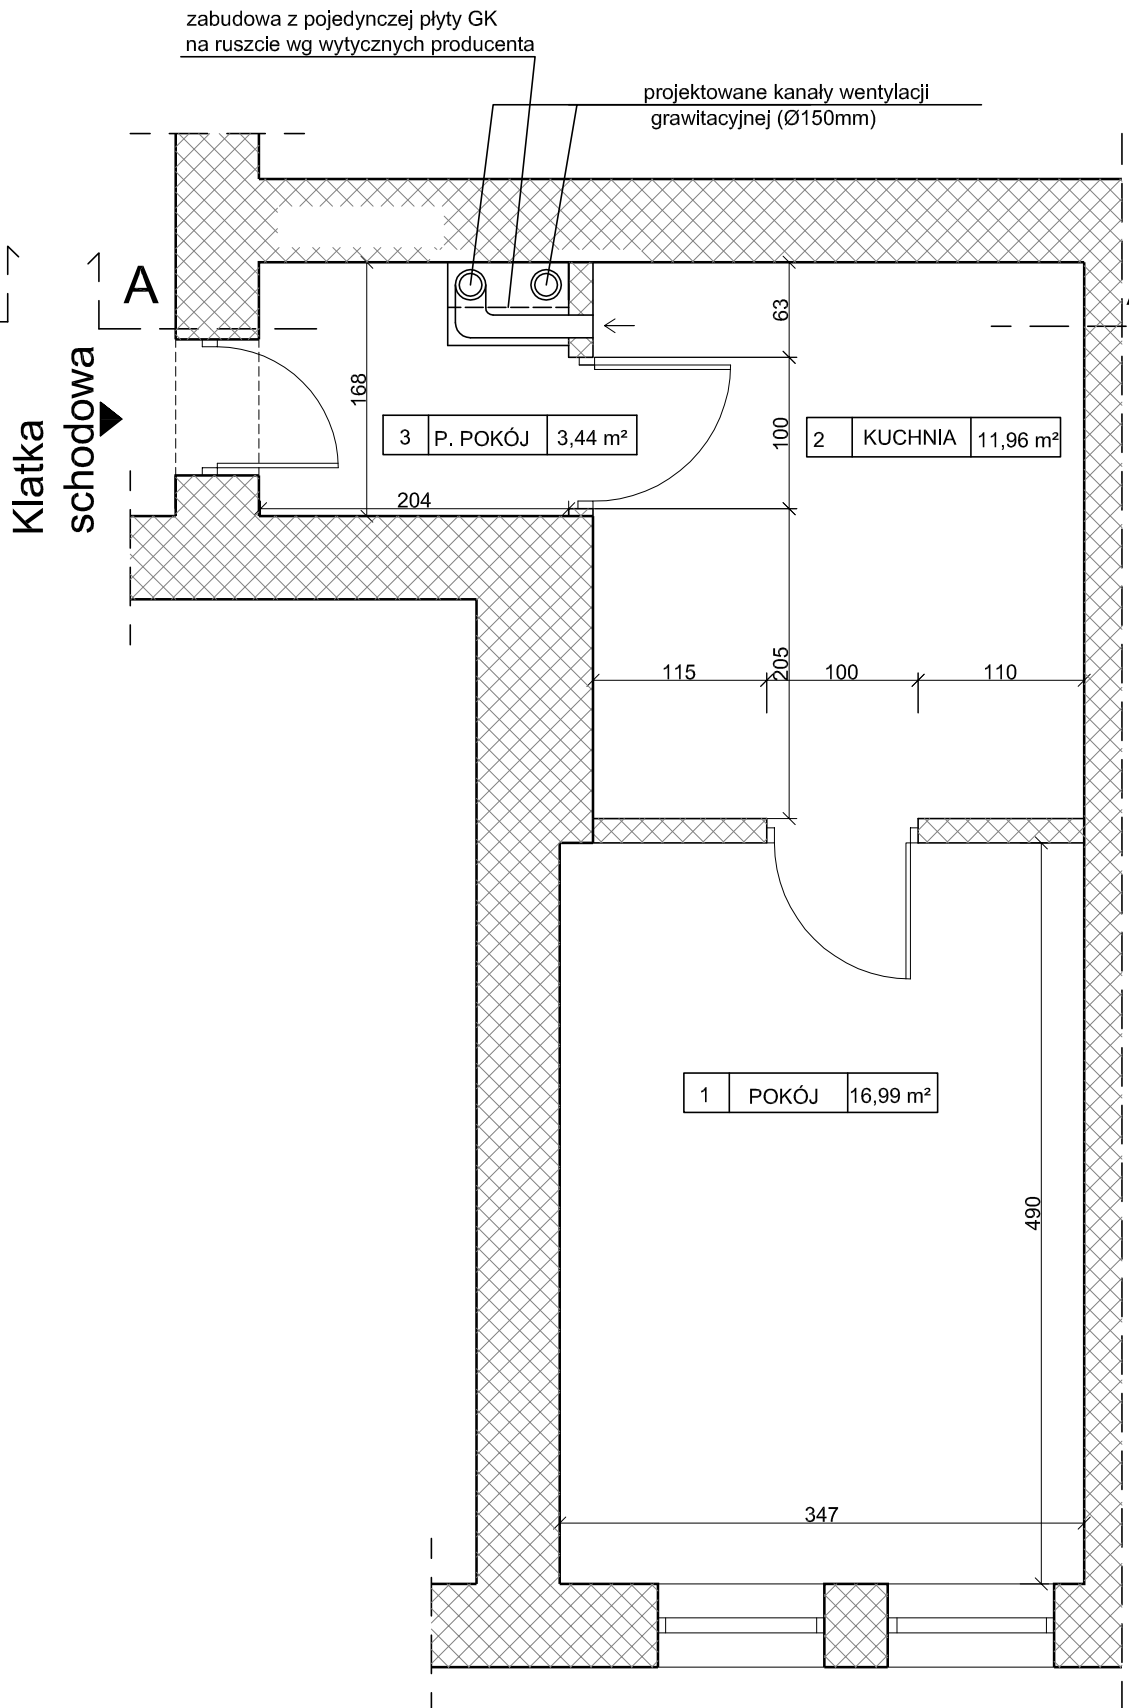 zabudowa z pojedynczej płyty GK
na ruszcie wg wytycznych producenta
projektowane kanały wentylacji
grawitacyjnej (Ø150mm)
A
Klatka
schodowa
63
168
100
3 P. POKÓJ 3,44 m²
2 KUCHNIA 11,96 m²
204
205
115 100 110
1 POKÓJ 16,99 m²
490
347